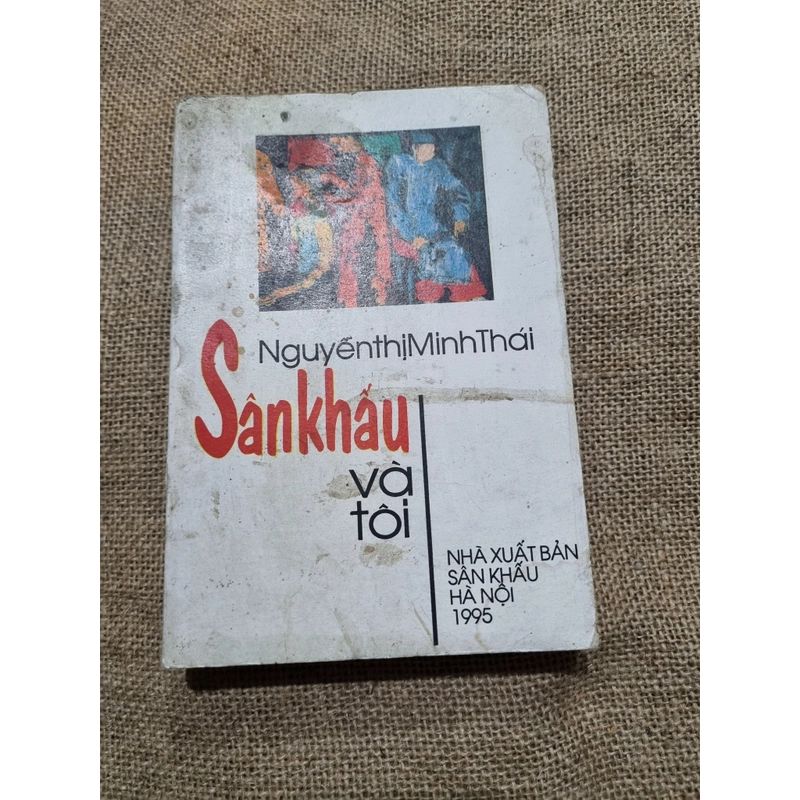 NguyễnthịMinhThái
Sânkhấu
và
tôi
NHÀ XUẤT BẢN
SÂN KHẤU
HÀ NỘI
1995